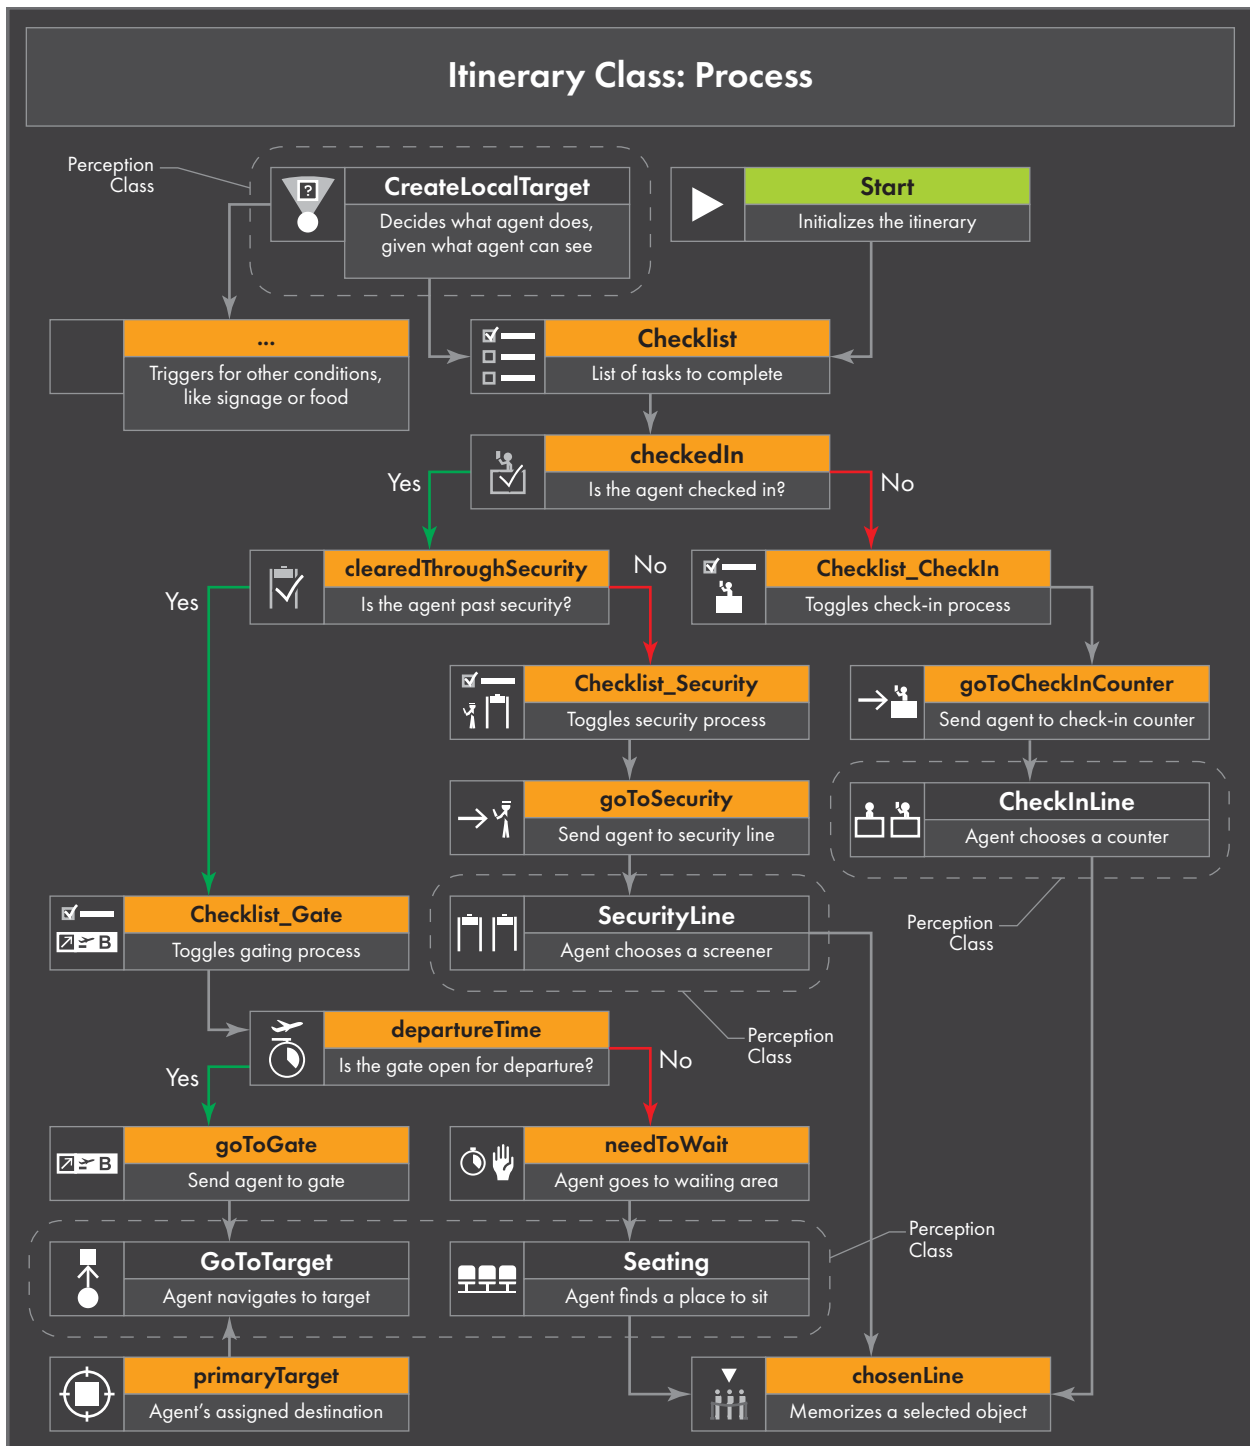 Itinerary Class: Process
Perception
Class
?
CreateLocalTarget
Decides what agent does,
given what agent can see
Start
Initializes the itinerary
...
Triggers for other conditions,
like signage or food
Checklist
List of tasks to complete
checkedIn
Is the agent checked in?
Yes
No
clearedThroughSecurity
Is the agent past security?
Yes
No
Checklist_CheckIn
Toggles check-in process
Checklist_Security
Toggles security process
goToCheckInCounter
Send agent to check-in counter
goToSecurity
Send agent to security line
CheckInLine
Agent chooses a counter
Perception
Class
B
Checklist_Gate
Toggles gating process
SecurityLine
Agent chooses a screener
Perception
Class
departureTime
Is the gate open for departure?
Yes
No
B
goToGate
Send agent to gate
needToWait
Agent goes to waiting area
Perception
Class
GoToTarget
Agent navigates to target
Seating
Agent finds a place to sit
primaryTarget
Agent’s assigned destination
chosenLine
Memorizes a selected object